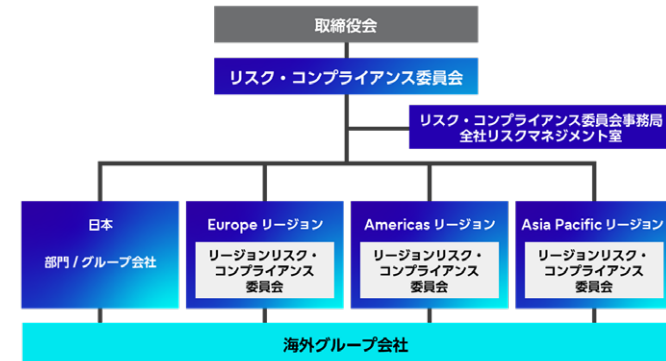 取締役会
リスク・コンプライアンス委員会
リスク・コンプライアンス委員会事務局
全社リスクマネジメント室
日本
部門 / グループ会社
Europe リージョン
リージョンリスク・
コンプライアンス
委員会
Americas リージョン
リージョンリスク・
コンプライアンス
委員会
Asia Pacific リージョン
リージョンリスク・
コンプライアンス
委員会
海外グループ会社